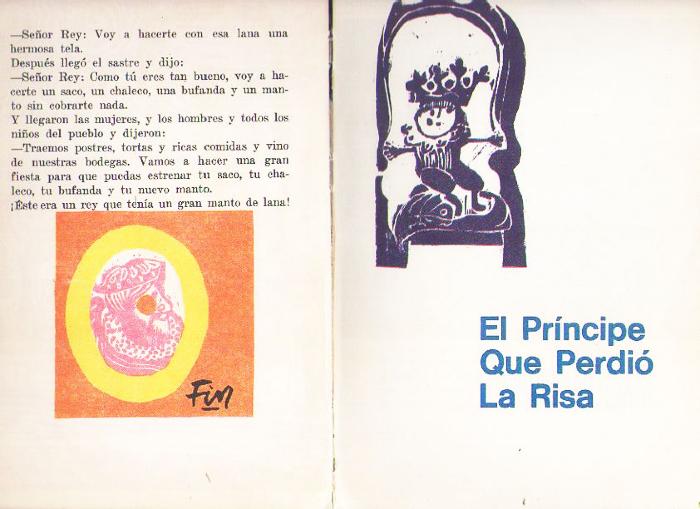 —Señor Rey: Voy a hacerte con esa lana una
hermosa tela.
Después llegó el sastre y dijo:
—Señor Rey: Como tú eres tan bueno, voy a ha-
certe un saco, un chaleco, una bufanda y un man-
to sin cobrarte nada.
Y llegaron las mujeres, y los hombres y todos los
niños del pueblo y dijeron:
—Traemos postres, tortas y ricas comidas y vino
de nuestras bodegas. Vamos a hacer una gran
fiesta para que puedas estrenar tu saco, tu cha-
leco, tu bufanda y tu nuevo manto.
¡Éste era un rey que tenía un gran manto de lana!
Fin
El Príncipe
Que Perdió
La Risa